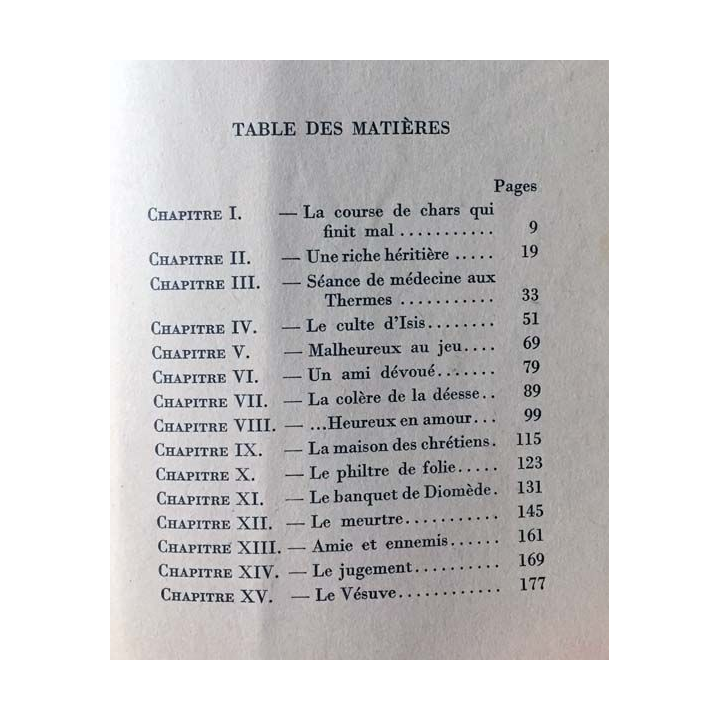 TABLE DES MATIÈRES
Pages
CHAPITRE I. — La course de chars qui
finit mal ........... 9
CHAPITRE II. — Une riche héritière ..... 19
CHAPITRE III. — Séance de médecine aux
Thermes ........... 33
CHAPITRE IV. — Le culte d'Isis........ 51
CHAPITRE V. — Malheureux au jeu.... 69
CHAPITRE VI. — Un ami dévoué....... 79
CHAPITRE VII. — La colère de la déesse.. 89
CHAPITRE VIII. — ...Heureux en amour... 99
CHAPITRE IX. — La maison des chrétiens. 115
CHAPITRE X. — Le philtre de folie..... 123
CHAPITRE XI. — Le banquet de Diomède. 131
CHAPITRE XII. — Le meurtre........... 145
CHAPITRE XIII. — Amie et ennemis...... 161
CHAPITRE XIV. — Le jugement.......... 169
CHAPITRE XV. — Le Vésuve............ 177